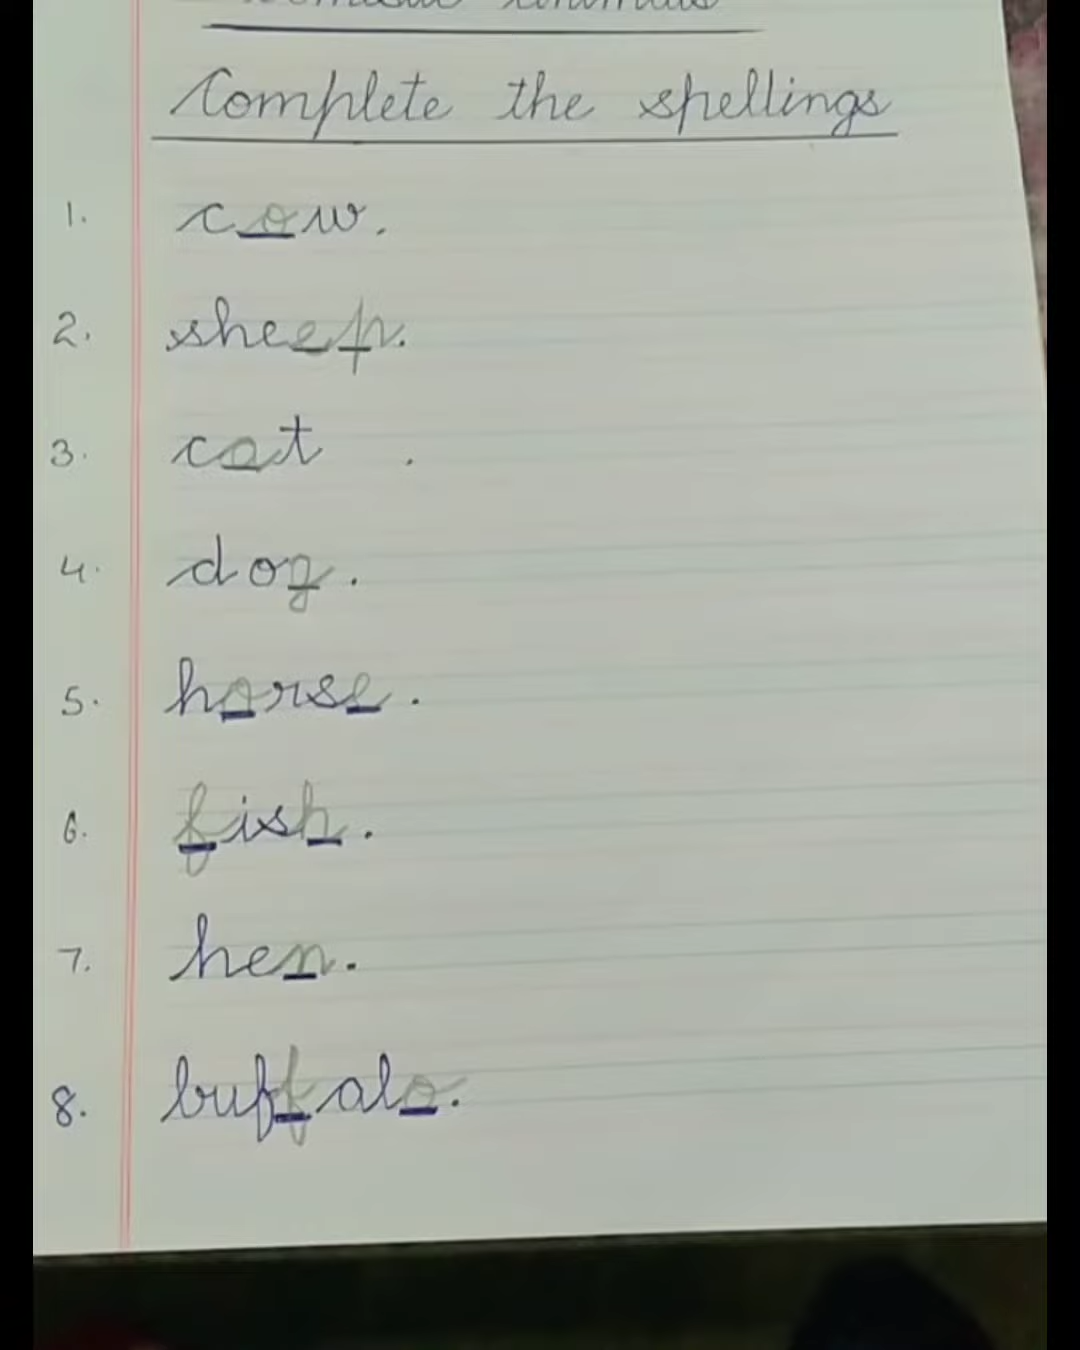 Complete the spellings
1. cow.
2. sheep.
3. cat .
4. dog.
5. horse.
6. fish.
7. hen.
8. buffalo.